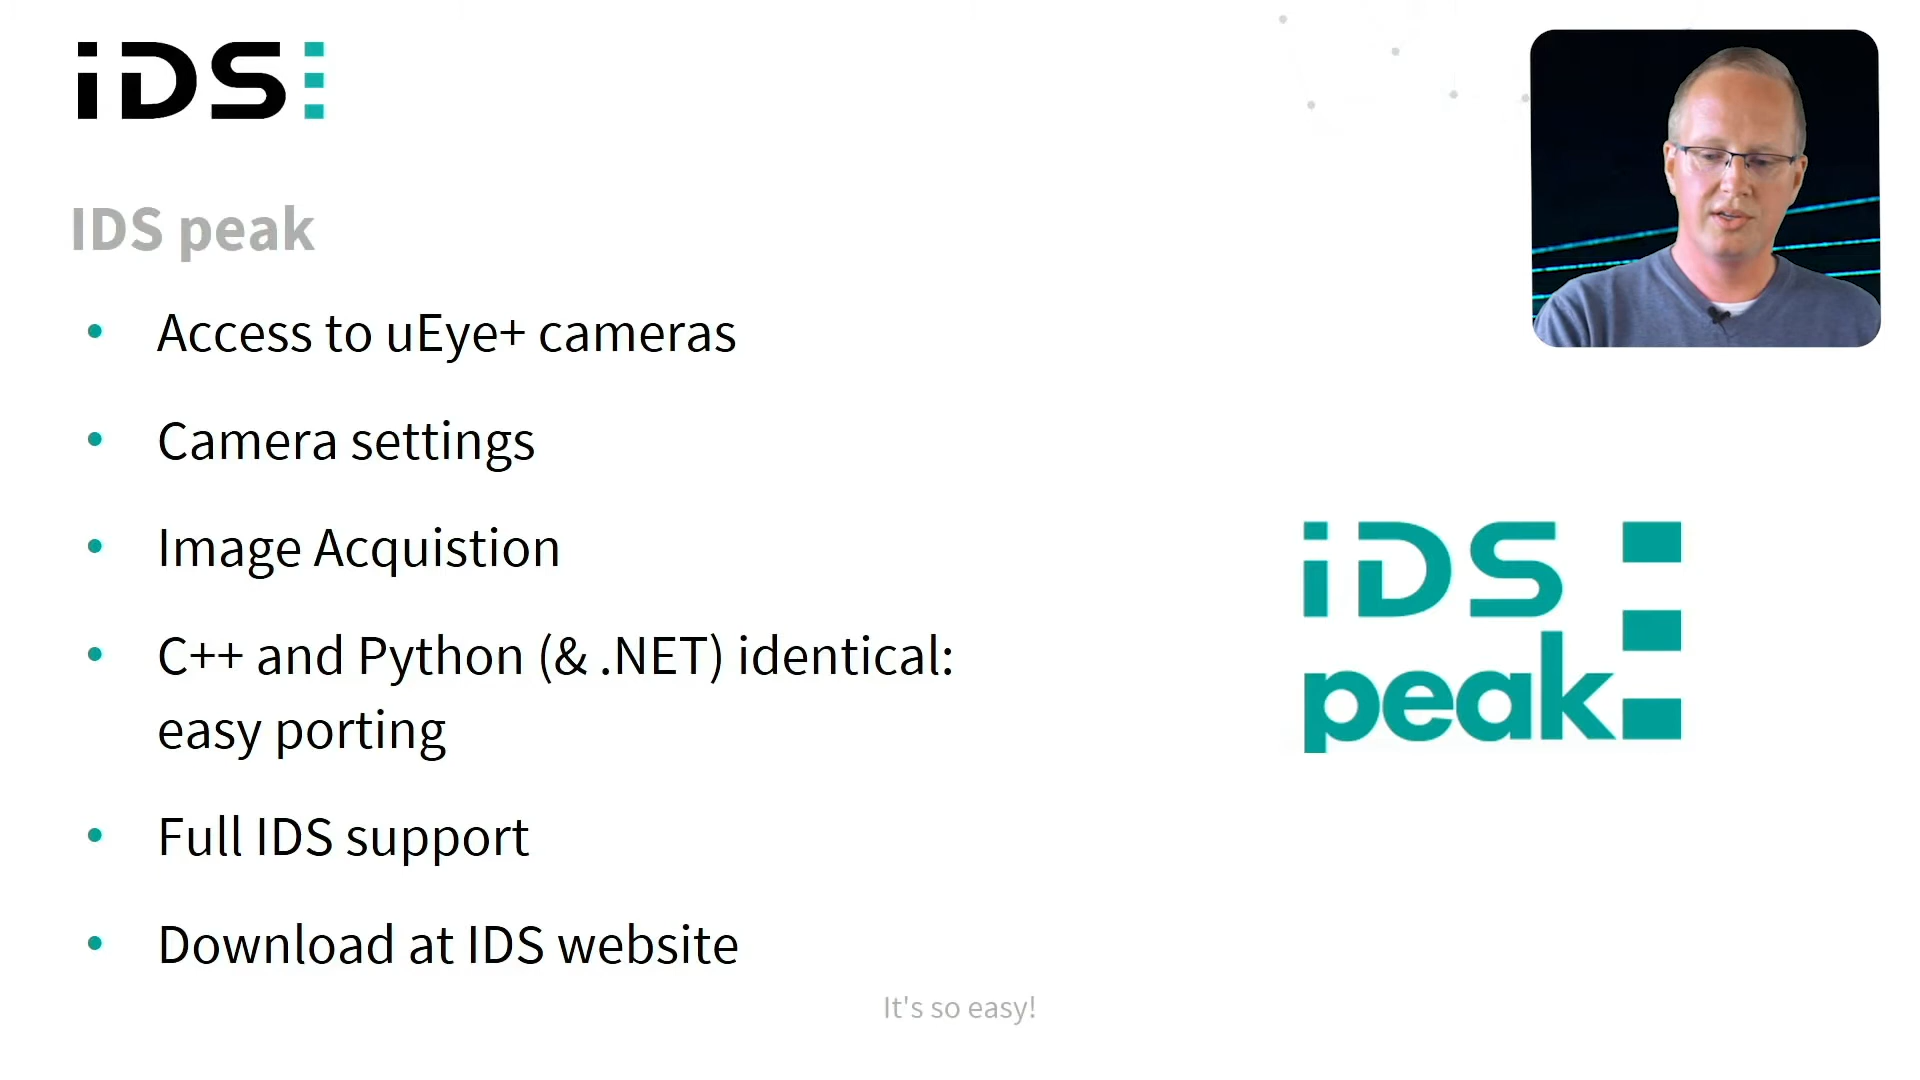 iDS
IDS peak
• Access to uEye+ cameras
• Camera settings
• Image Acquistion
• C++ and Python (& .NET) identical:
easy porting
• Full IDS support
• Download at IDS website
iDS
peak
It's so easy!